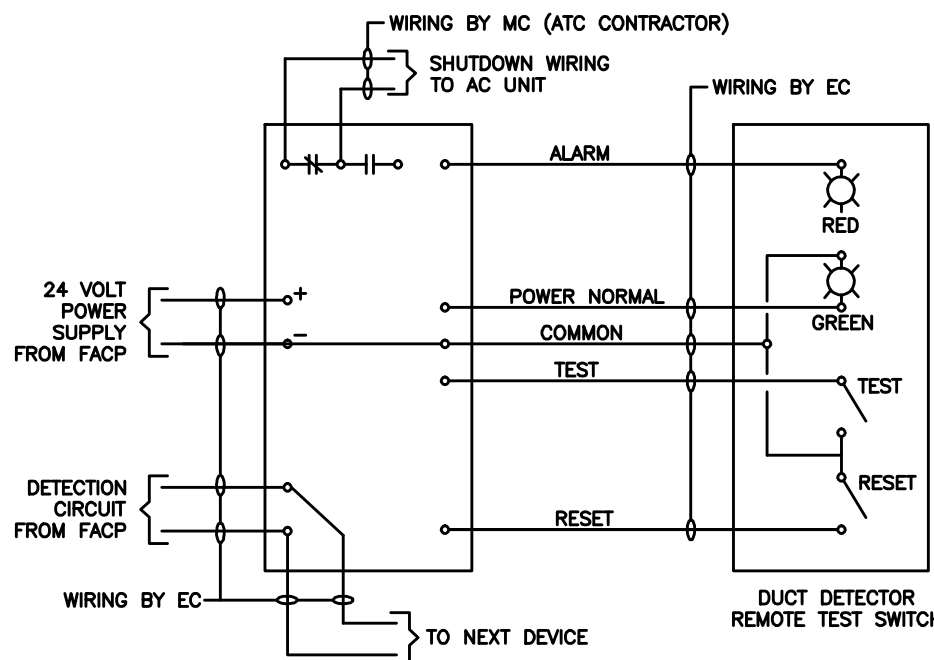 WIRING BY MC (ATC CONTRACTOR)
SHUTDOWN WIRING
TO AC UNIT
WIRING BY EC
ALARM
RED
24 VOLT
POWER
SUPPLY
FROM FACP
+
−
POWER NORMAL
GREEN
COMMON
TEST
TEST
DETECTION
CIRCUIT
FROM FACP
RESET
RESET
WIRING BY EC
TO NEXT DEVICE
DUCT DETECTOR
REMOTE TEST SWITCH